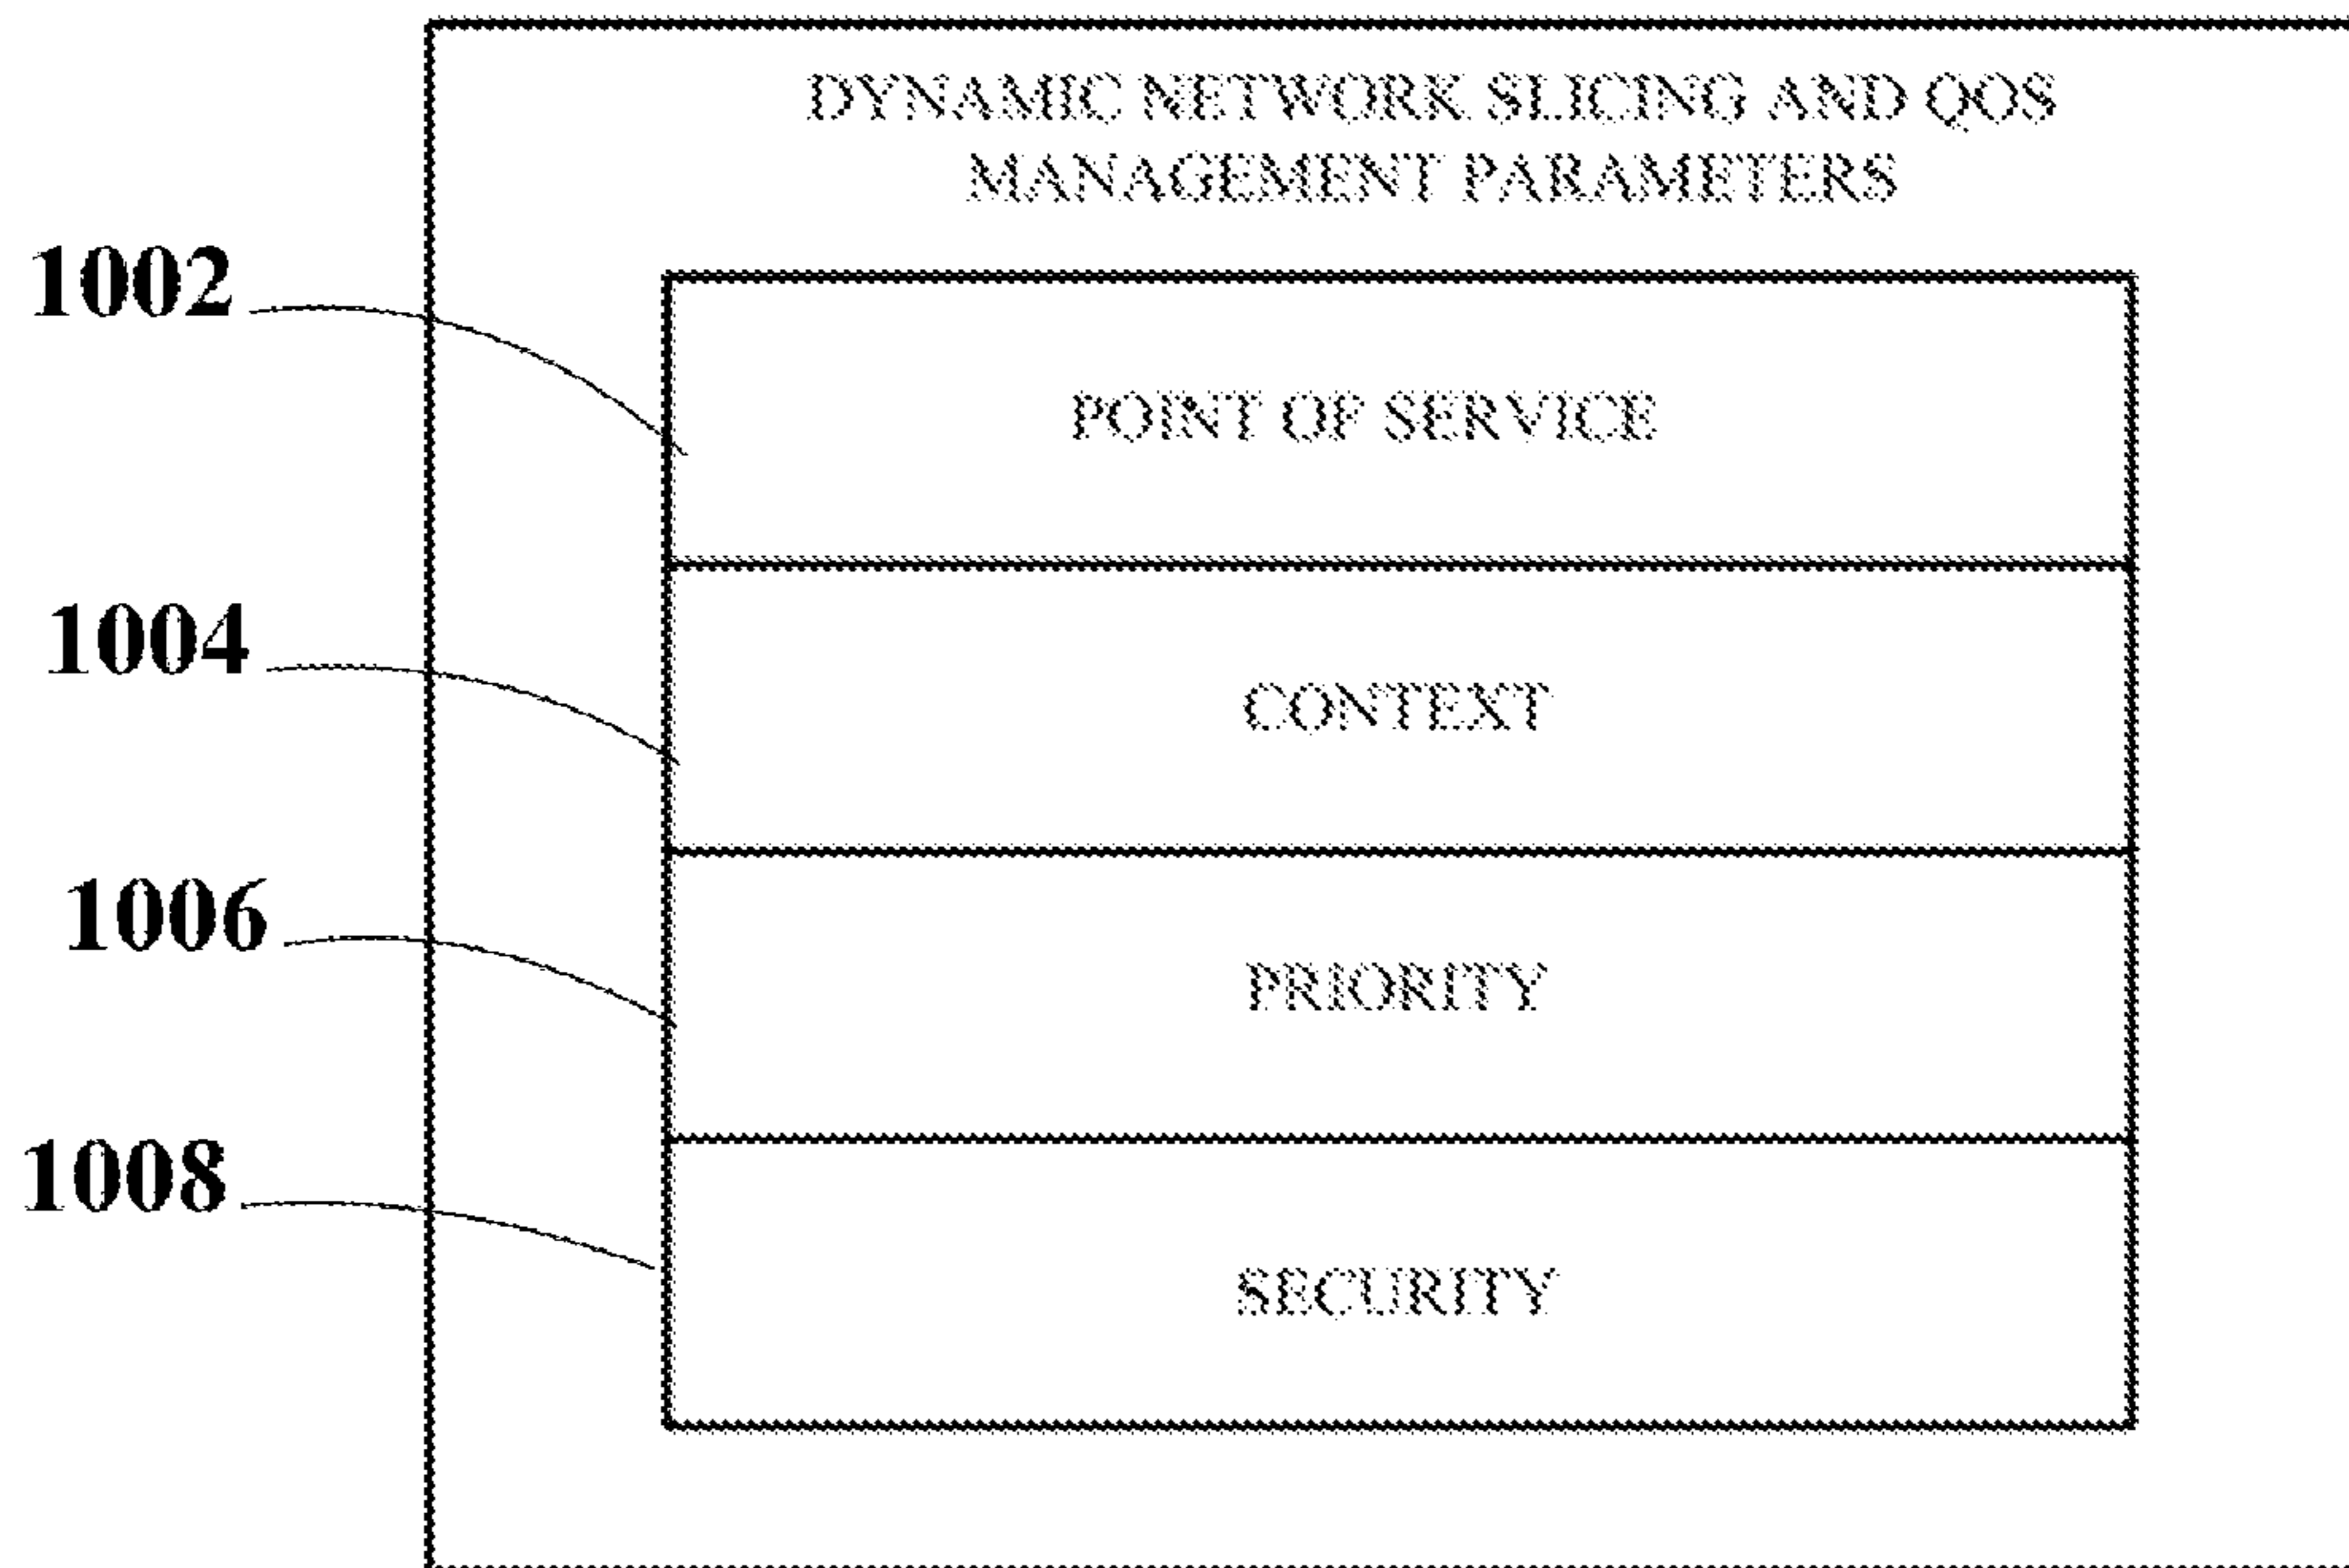 DYNAMIC NETWORK SLICING AND QOS
MANAGEMENT PARAMETERS
1002
POINT OF SERVICE
1004
CONTEXT
1006
PRIORITY
1008
SECURITY